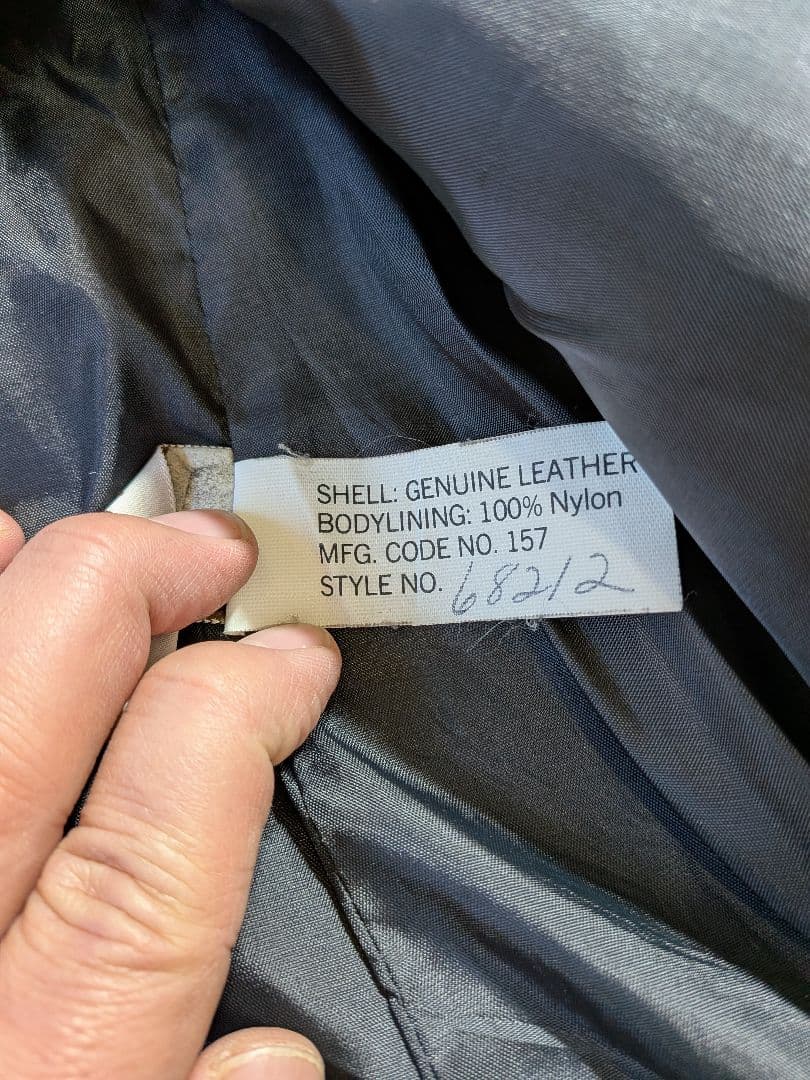 SHELL: GENUINE LEATHER
BODYLINING: 100% Nylon
MFG. CODE NO. 157
STYLE NO. 68212